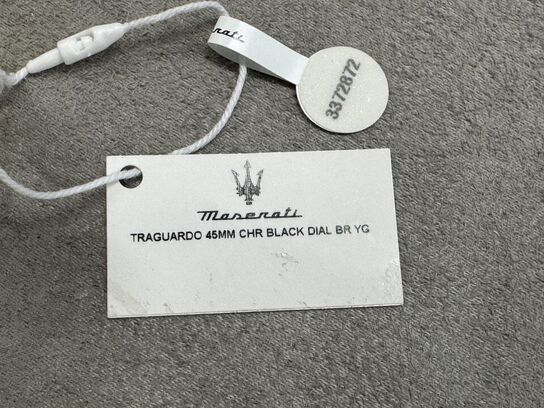 3372872
Maserati
TRAGUARDO 45MM CHR BLACK DIAL BR YG